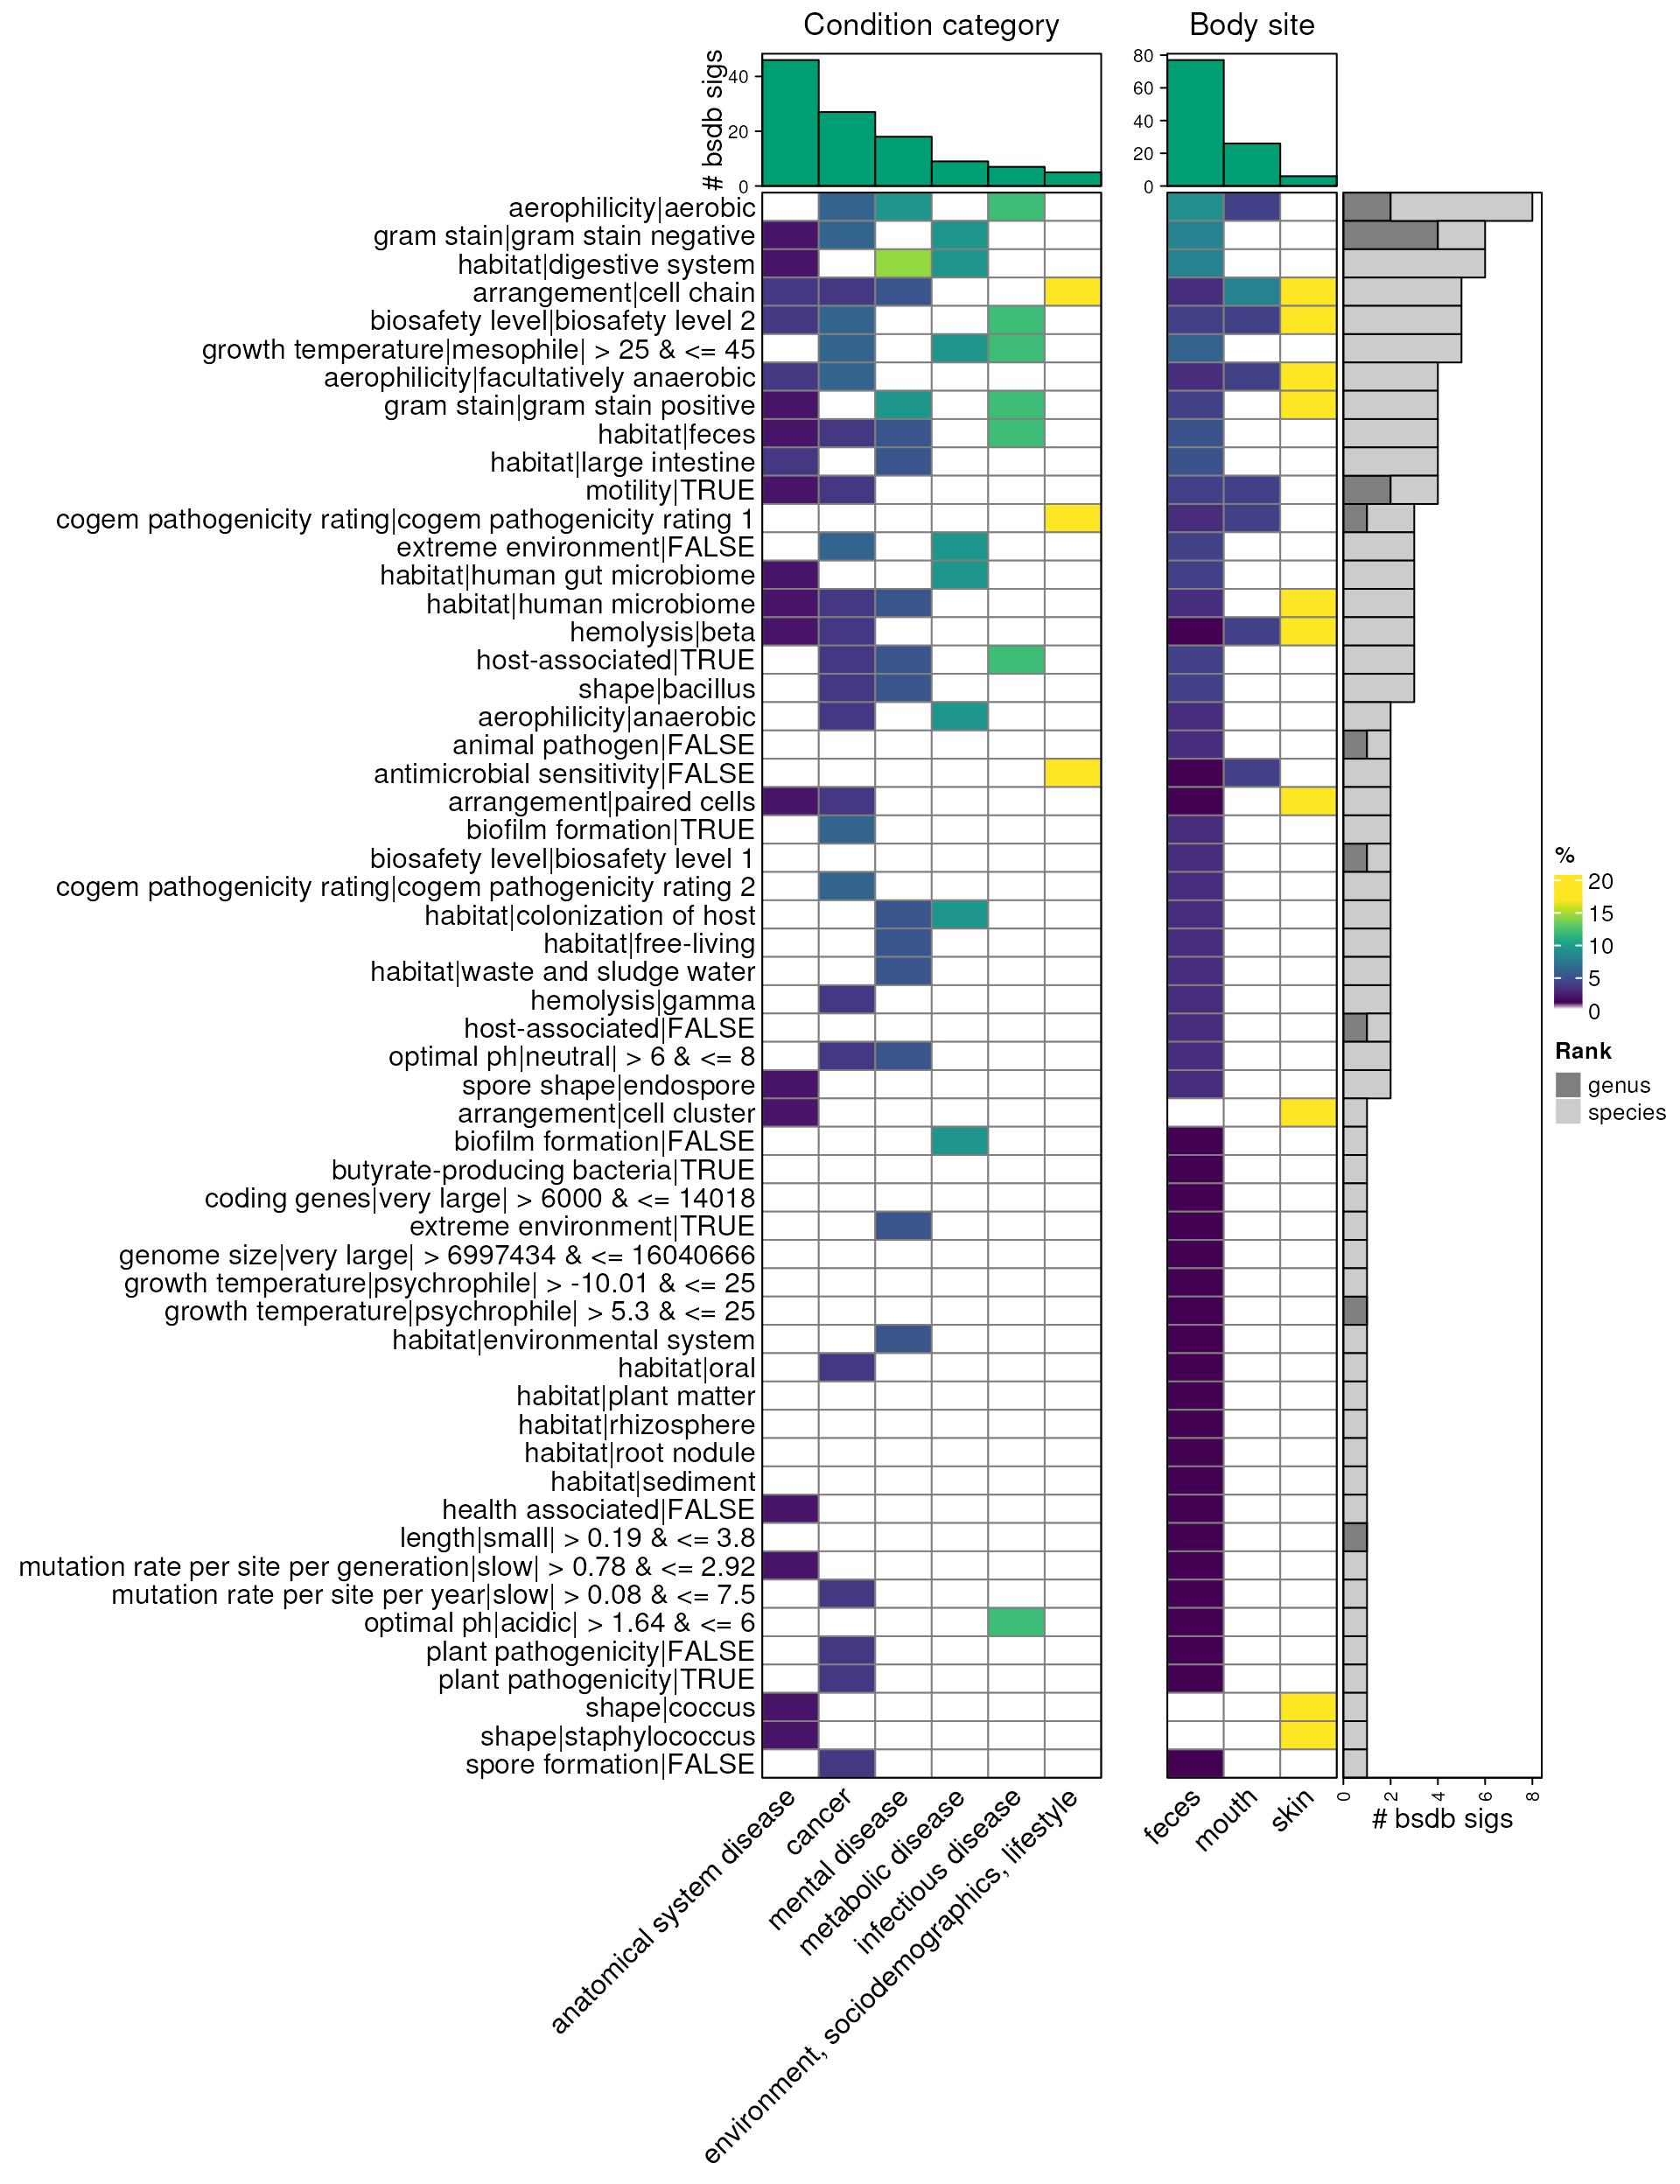 Condition category
Body site
# bsdb sigs
40
20
0
80
60
40
20
0
aerophilicity|aerobic
gram stain|gram stain negative
habitat|digestive system
arrangement|cell chain
biosafety level|biosafety level 2
growth temperature|mesophile| > 25 & <= 45
aerophilicity|facultatively anaerobic
gram stain|gram stain positive
habitat|feces
habitat|large intestine
motility|TRUE
cogem pathogenicity rating|cogem pathogenicity rating 1
extreme environment|FALSE
habitat|human gut microbiome
habitat|human microbiome
hemolysis|beta
host-associated|TRUE
shape|bacillus
aerophilicity|anaerobic
animal pathogen|FALSE
antimicrobial sensitivity|FALSE
arrangement|paired cells
biofilm formation|TRUE
biosafety level|biosafety level 1
cogem pathogenicity rating|cogem pathogenicity rating 2
habitat|colonization of host
habitat|free-living
habitat|waste and sludge water
hemolysis|gamma
host-associated|FALSE
optimal ph|neutral| > 6 & <= 8
spore shape|endospore
arrangement|cell cluster
biofilm formation|FALSE
butyrate-producing bacteria|TRUE
coding genes|very large| > 6000 & <= 14018
extreme environment|TRUE
genome size|very large| > 6997434 & <= 16040666
growth temperature|psychrophile| > -10.01 & <= 25
growth temperature|psychrophile| > 5.3 & <= 25
habitat|environmental system
habitat|oral
habitat|plant matter
habitat|rhizosphere
habitat|root nodule
habitat|sediment
health associated|FALSE
length|small| > 0.19 & <= 3.8
mutation rate per site per generation|slow| > 0.78 & <= 2.92
mutation rate per site per year|slow| > 0.08 & <= 7.5
optimal ph|acidic| > 1.64 & <= 6
plant pathogenicity|FALSE
plant pathogenicity|TRUE
shape|coccus
shape|staphylococcus
spore formation|FALSE
anatomical system disease
cancer
mental disease
metabolic disease
infectious disease
environment, sociodemographics, lifestyle
feces
mouth
skin
0
2
4
6
8
# bsdb sigs
%
20
15
10
5
0
Rank
genus
species